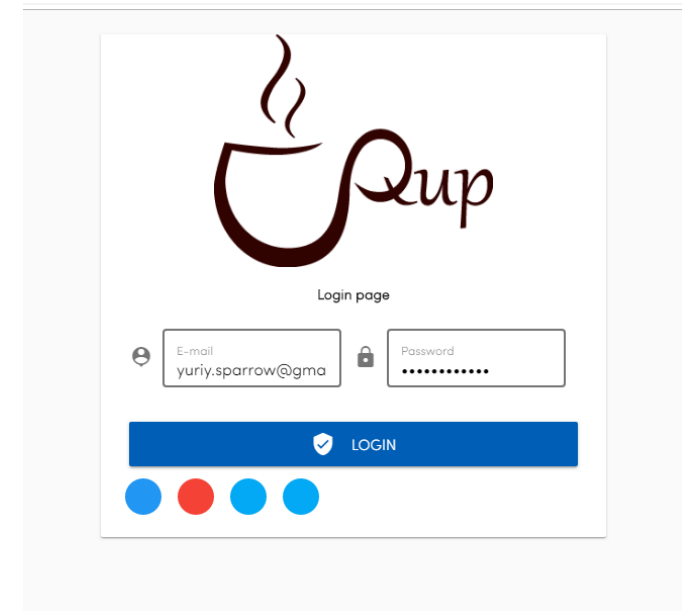 Qup
Login page
E-mail
yuriy.sparrow@gma
Password
••••••••••••
LOGIN